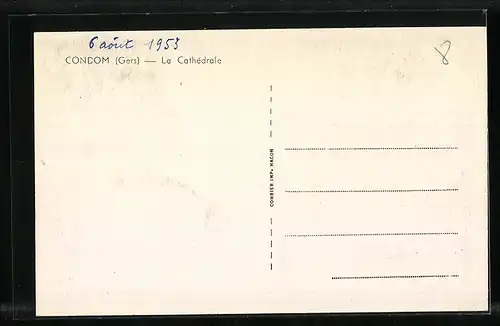 6 août 1953
8
CONDOM (Gers) — La Cathédrale
COMBIER IMP. MACON